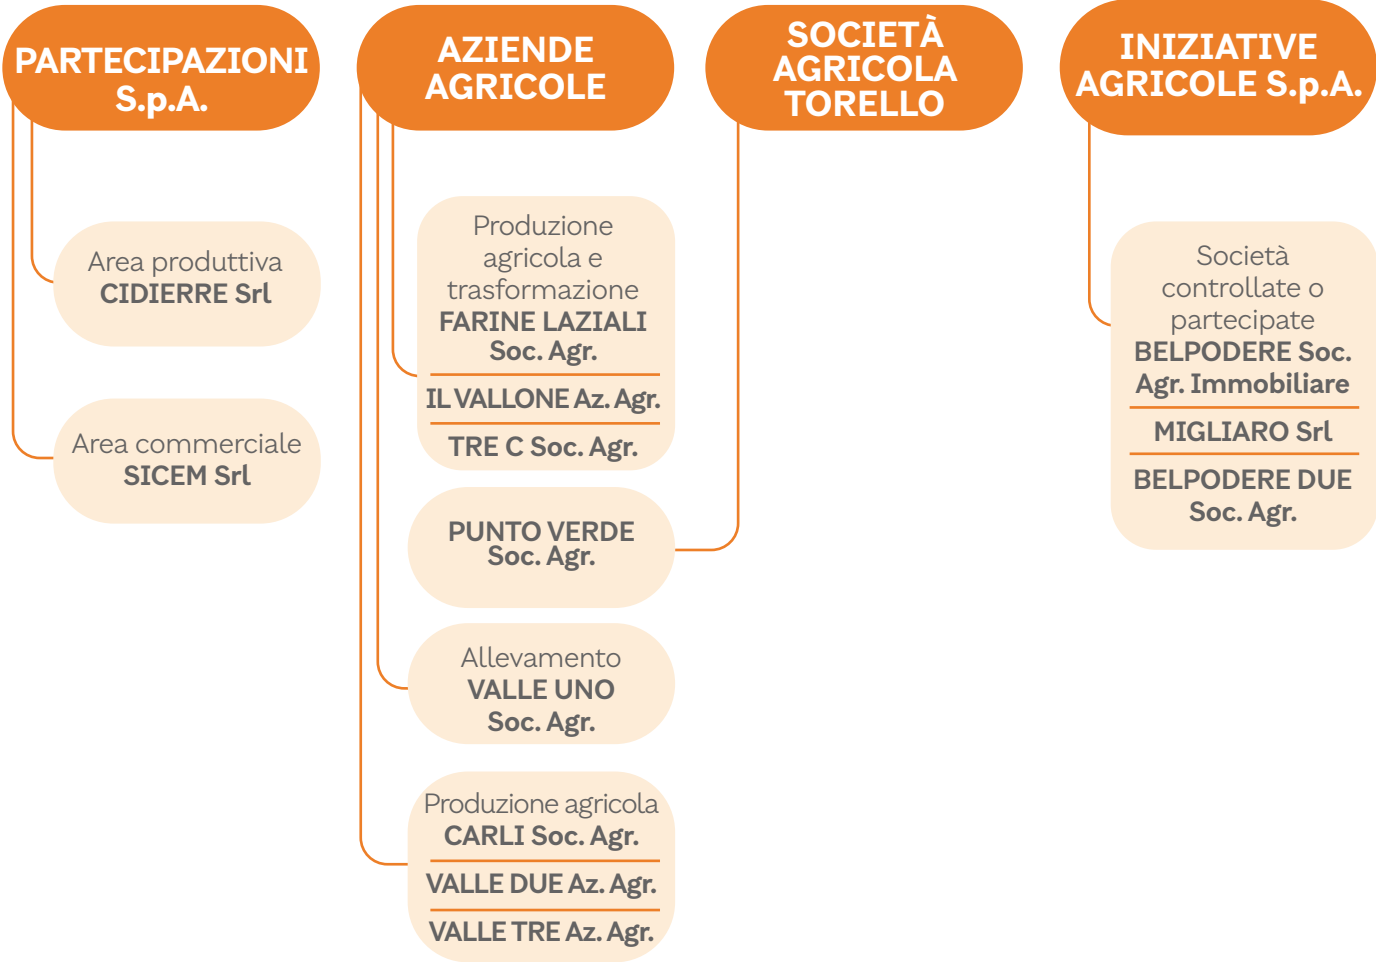 PARTECIPAZIONI
S.p.A.
Area produttiva
CIDIERRE Srl
Area commerciale
SICEM Srl
AZIENDE
AGRICOLE
Produzione
agricola e
trasformazione
FARINE LAZIALI
Soc. Agr.
IL VALLONE Az. Agr.
TRE C Soc. Agr.
PUNTO VERDE
Soc. Agr.
Allevamento
VALLE UNO
Soc. Agr.
Produzione agricola
CARLI Soc. Agr.
VALLE DUE Az. Agr.
VALLE TRE Az. Agr.
SOCIETÀ
AGRICOLA
TORELLO
INIZIATIVE
AGRICOLE S.p.A.
Società
controllate o
partecipate
BELPODERE Soc.
Agr. Immobiliare
MIGLIARO Srl
BELPODERE DUE
Soc. Agr.